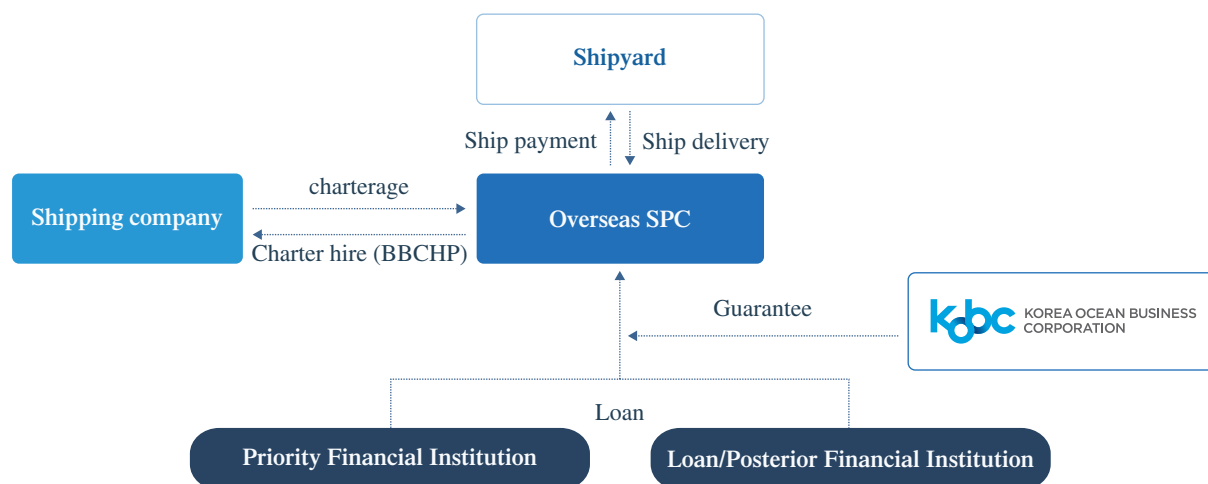 Shipyard
Ship payment
Ship delivery
Shipping company
charterage
Charter hire (BBCHP)
Overseas SPC
Guarantee
kobc
KOREA OCEAN BUSINESS
CORPORATION
Loan
Priority Financial Institution
Loan/Posterior Financial Institution